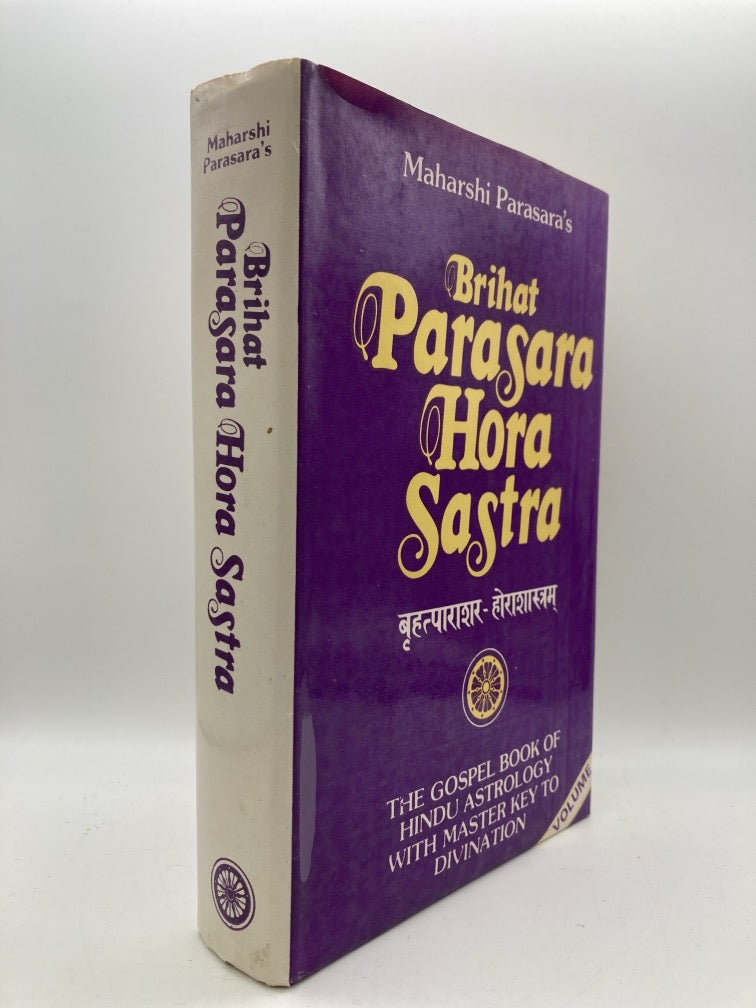 Maharshi
Parasara's
Brihat
Parasara Hora Sastra
Maharshi Parasara's
Brihat
Parasara
Hora
Sastra
बृहत्पाराशर-होराशास्त्रम्
THE GOSPEL BOOK OF
HINDU ASTROLOGY
WITH MASTER KEY TO
DIVINATION
VOLUME